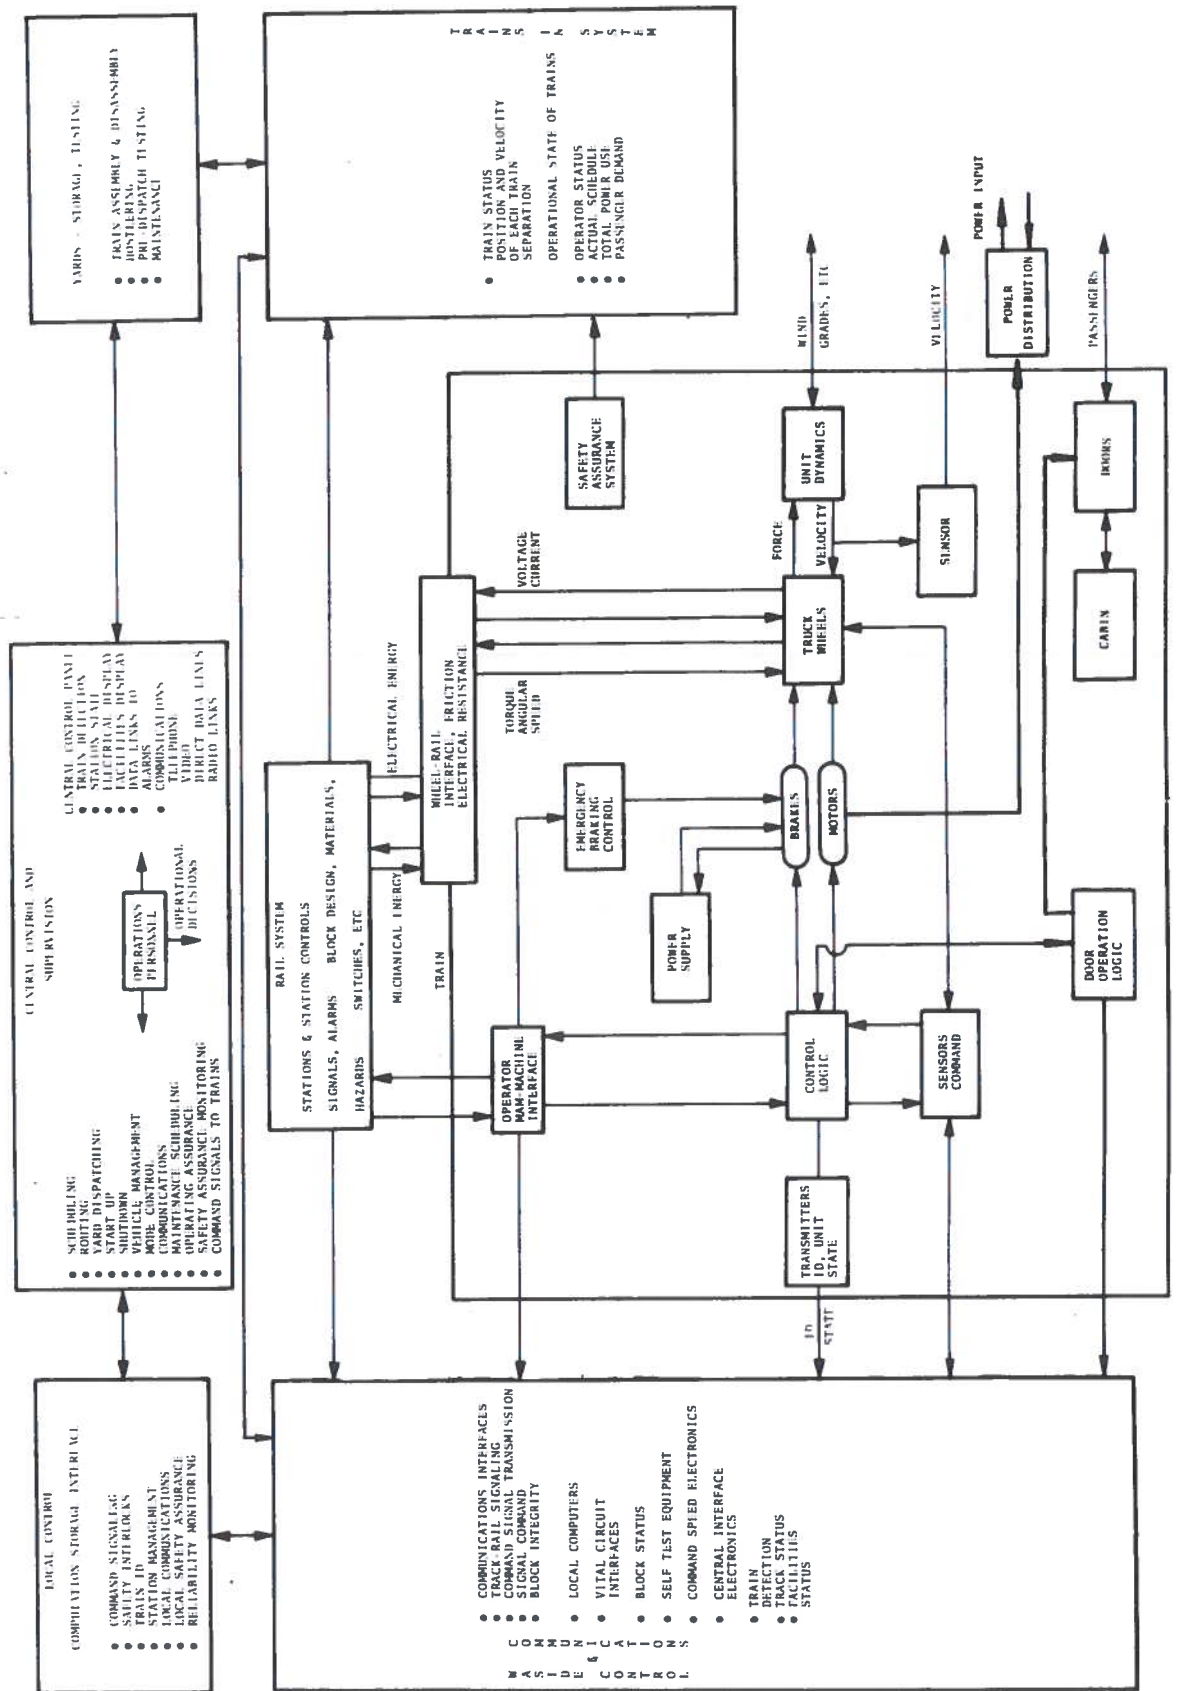 LOCAL CONTROL
COMPUTATION STORAGE INTERFACE
● COMMAND SIGNALING
● SAFETY INTERLOCKS
● TRAIN ID
● STATION MANAGEMENT
● LOCAL COMMUNICATIONS
● LOCAL SAFETY ASSURANCE
● RELIABILITY MONITORING
CENTRAL CONTROL AND
SUPERVISION
● SCHEDULING
● ROUTING
● YARD DISPATCHING
● START UP
● SHUTDOWN
● VEHICLE MANAGEMENT
● MODE CONTROL
● COMMUNICATIONS
● MAINTENANCE SCHEDULING
● OPERATING ASSURANCE
● SAFETY ASSURANCE MONITORING
● COMMAND SIGNALS TO TRAINS
OPERATIONS
PERSONNEL
OPERATIONAL
DECISIONS
CENTRAL CONTROL PANEL
● TRAIN DETECTION
● STATION STATE
● ELECTRICAL DISPLAY
● FACILITIES DISPLAY
● DATA LINKS TO
ALARMS
● COMMUNICATIONS
TELEPHONE
VIDEO
DIRECT DATA LINES
RADIO LINKS
YARDS - STORAGE, TESTING
● TRAIN ASSEMBLY & DISASSEMBLY
● HOSTLERING
● PRE-DISPATCH TESTING
● MAINTENANCE
WAYSIDE COMMUNICATIONS
& CONTROL
● COMMUNICATIONS INTERFACES
● TRACK-RAIL SIGNALING
● COMMAND SIGNAL TRANSMISSION
● SIGNAL COMMAND
● BLOCK INTEGRITY
● LOCAL COMPUTERS
● VITAL CIRCUIT
INTERFACES
● BLOCK STATUS
● SELF TEST EQUIPMENT
● COMMAND SPEED ELECTRONICS
● CENTRAL INTERFACE
ELECTRONICS
● TRAIN
DETECTION
● TRACK STATUS
● FACILITIES
STATUS
RAIL SYSTEM
STATIONS & STATION CONTROLS
SIGNALS, ALARMS BLOCK DESIGN, MATERIALS,
HAZARDS SWITCHES, ETC
MECHANICAL ENERGY
ELECTRICAL ENERGY
TRAIN
WHEEL-RAIL
INTERFACE, FRICTION
ELECTRICAL RESISTANCE
TRAINS IN SYSTEM
● TRAIN STATUS
POSITION AND VELOCITY
OF EACH TRAIN
SEPARATION
OPERATIONAL STATE OF TRAINS
● OPERATOR STATUS
● ACTUAL SCHEDULE
● TOTAL POWER USE
● PASSENGER DEMAND
OPERATOR
MAM-MACHINE
INTERFACE
EMERGENCY
BRAKING
CONTROL
TORQUE
ANGULAR
SPEED
VOLTAGE
CURRENT
SAFETY
ASSURANCE
SYSTEM
POWER
SUPPLY
TRANSMITTERS
ID, UNIT
STATE
ID
STATE
CONTROL
LOGIC
BRAKES
MOTORS
TRUCK
WHEELS
FORCE
VELOCITY
UNIT
DYNAMICS
WIND
GRADES, ETC
SENSORS
COMMAND
SENSOR
VELOCITY
POWER
DISTRIBUTION
POWER INPUT
DOOR
OPERATION
LOGIC
CABIN
DOORS
PASSENGERS